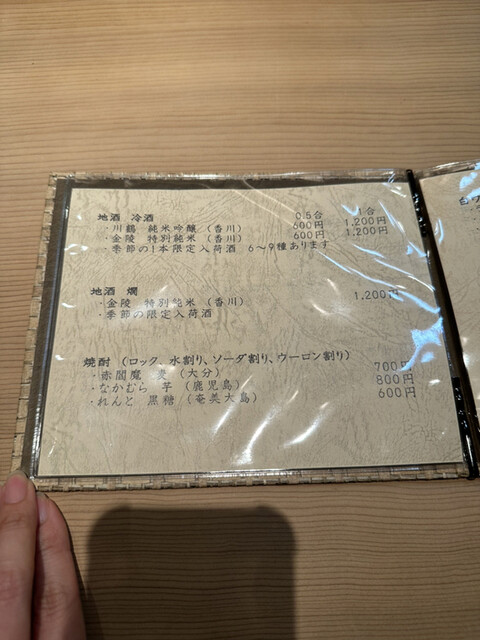 地酒 冷酒 0.5合 1合
・川鶴 純米吟醸 (香川) 600円 1,200円
・金陵 特別純米 (香川) 600円 1,200円
・季節の1本限定入荷酒 6～9種あります
地酒 燗
・金陵 特別純米 (香川) 1,200円
・季節の限定入荷酒
焼酎 (ロック、水割り、ソーダ割り、ウーロン割り)
・赤閻魔 麦 (大分) 700円
・なかむら 芋 (鹿児島) 800円
・れんと 黒糖 (奄美大島) 600円